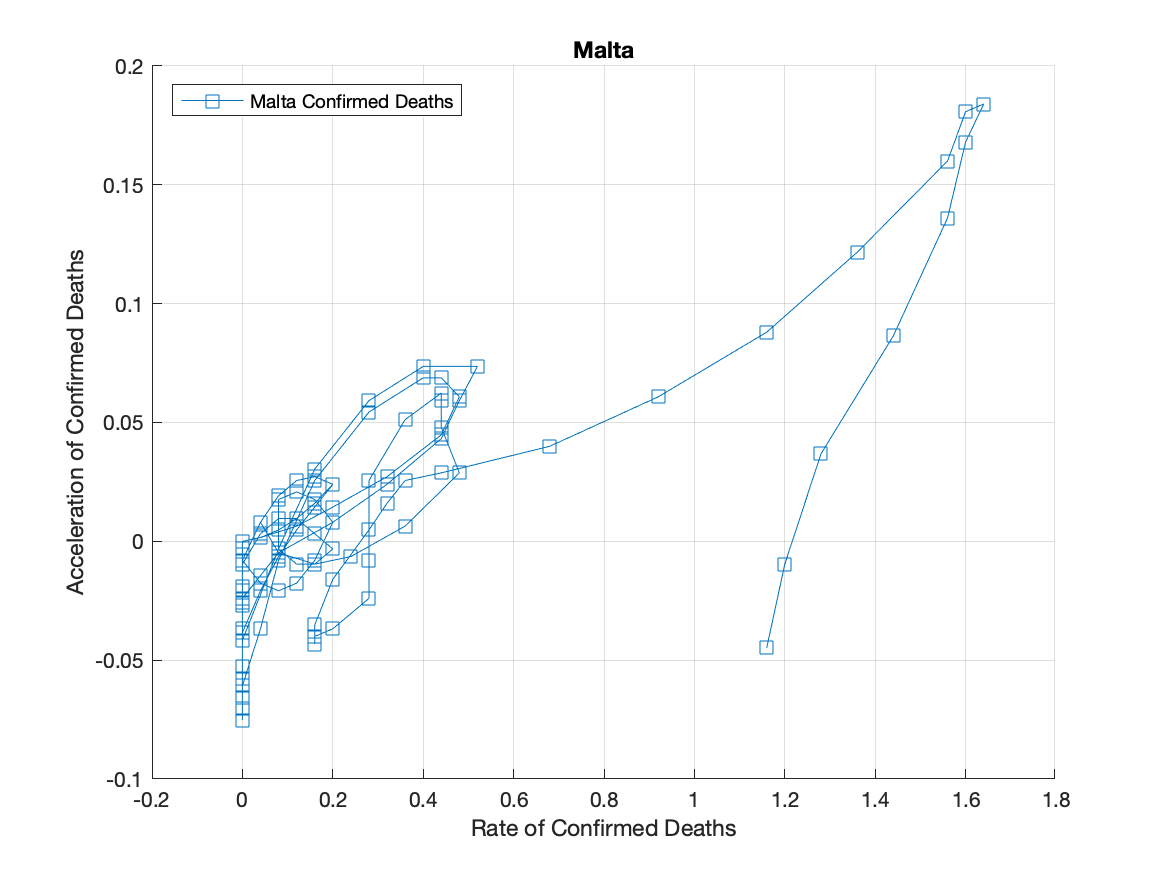 Malta
0.2
Malta Confirmed Deaths
0.15
0.1
0.05
0
-0.05
-0.1
Acceleration of Confirmed Deaths
-0.2 0 0.2 0.4 0.6 0.8 1 1.2 1.4 1.6 1.8
Rate of Confirmed Deaths